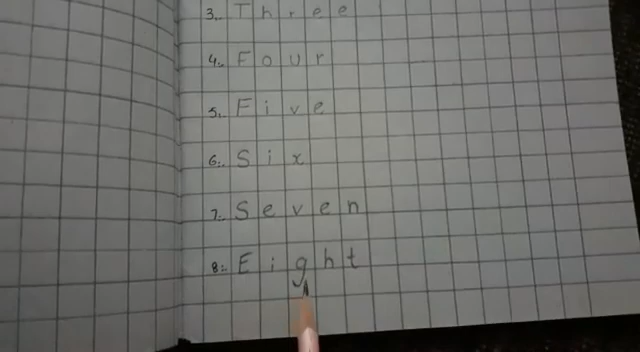 3. Three
4. Four
5. Five
6. Six
7. Seven
8. Eight